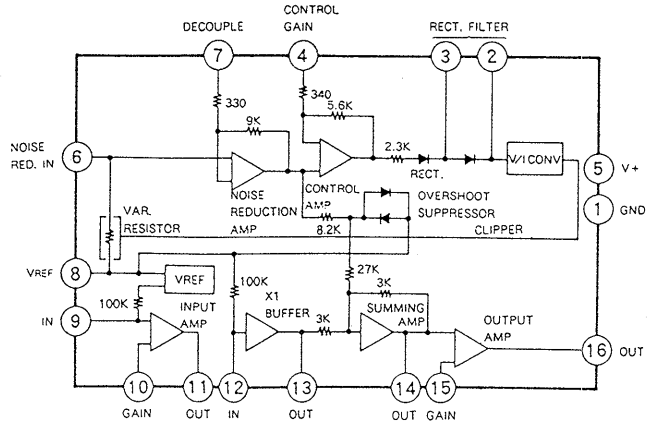 DECOUPLE
CONTROL
GAIN
RECT. FILTER
7
4
3
2
330
340
5.6K
9K
2.3K
6
NOISE
RED. IN
RECT.
V/I CONV
5
V+
NOISE
REDUCTION
AMP
CONTROL
AMP
8.2K
OVERSHOOT
SUPPRESSOR
1
GND
VAR.
RESISTOR
CLIPPER
VREF
8
VREF
100K
27K
100K
INPUT
AMP
X1
BUFFER
3K
3K
SUMMING
AMP
OUTPUT
AMP
IN
9
16
OUT
10
11
12
13
14
15
GAIN
OUT
IN
OUT
OUT
GAIN